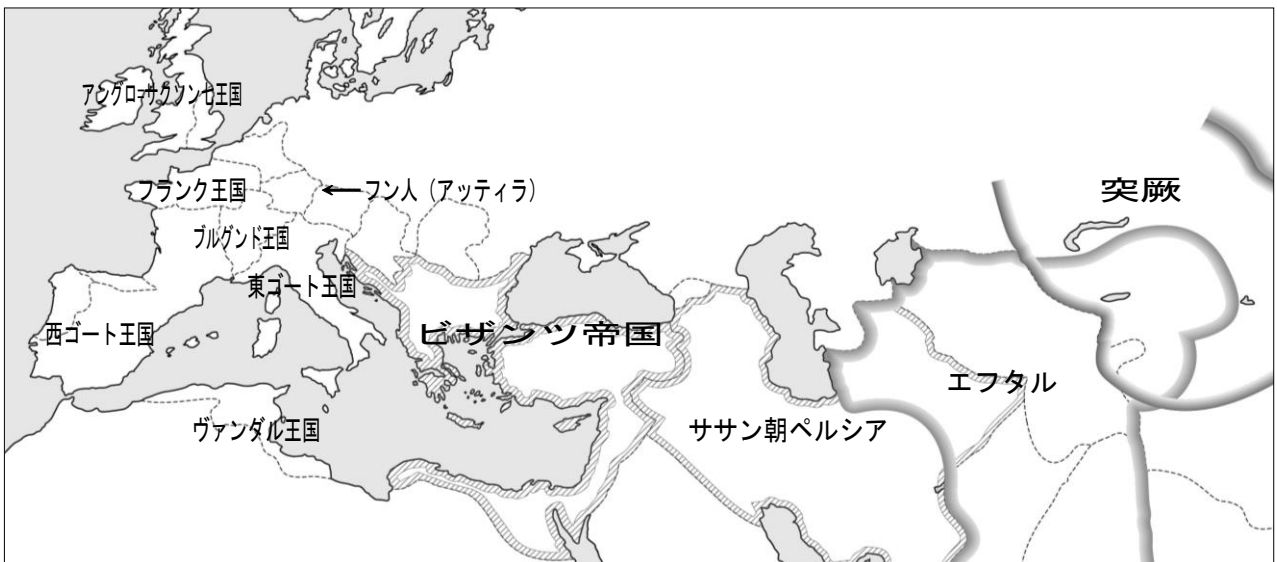 アングローサクソン七王国
フランク王国
フン人（アッティラ）
突厥
ブルグンド王国
東ゴート王国
西ゴート王国
ビザンツ帝国
エフタル
ヴァンダル王国
ササン朝ペルシア